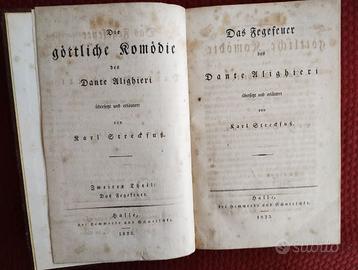 Die
göttliche Komödie
des
Dante Alighieri
übersetzt und erläutert
von
Karl Streckfuß.
Zweiter Theil:
Das Fegefeuer.
Halle,
bei Hemmerde und Schwetschke.
1825.
Das Fegefeuer
des
Dante Alighieri
übersetzt und erläutert
von
Karl Streckfuß.
Halle,
bei Hemmerde und Schwetschke.
1825.
Subito